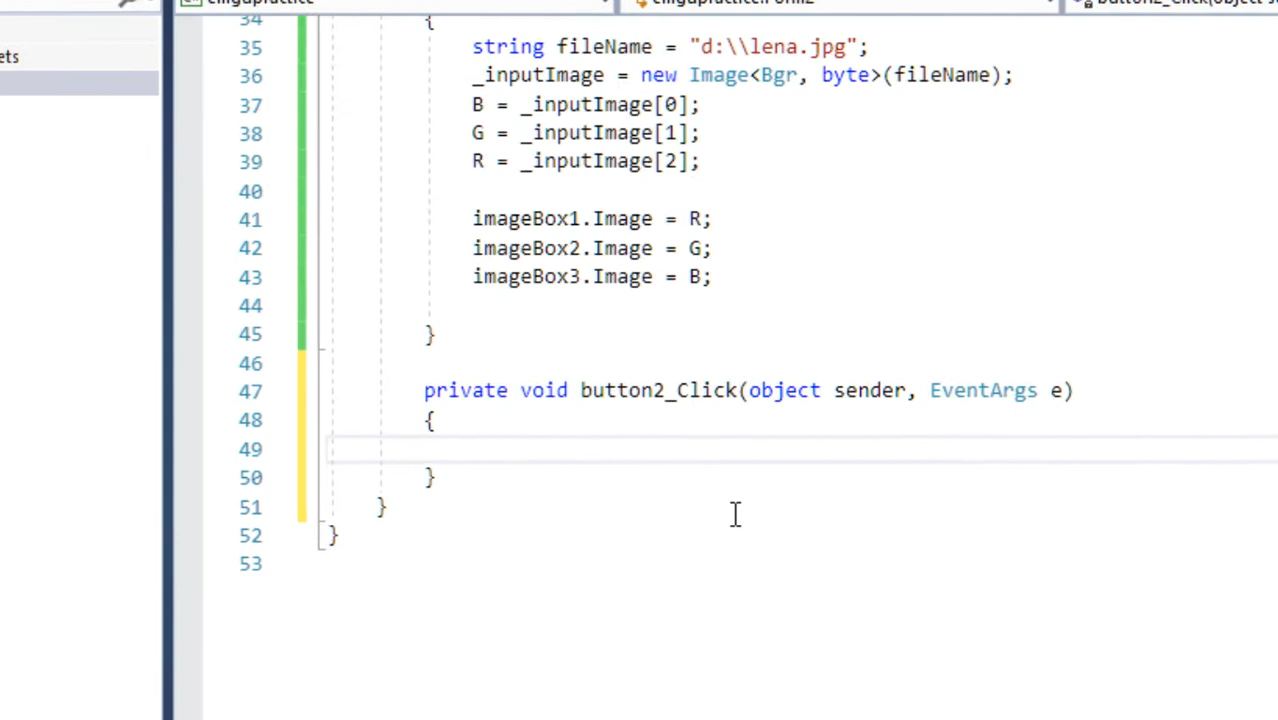 ets
34 {
35 string fileName = "d:\\lena.jpg";
36 _inputImage = new Image<Bgr, byte>(fileName);
37 B = _inputImage[0];
38 G = _inputImage[1];
39 R = _inputImage[2];
40
41 imageBox1.Image = R;
42 imageBox2.Image = G;
43 imageBox3.Image = B;
44
45 }
46
47 private void button2_Click(object sender, EventArgs e)
48 {
49
50 }
51 }
52 }
53